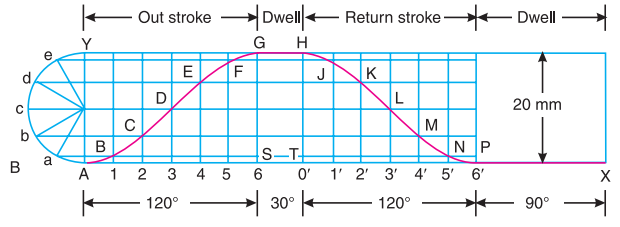 Out stroke Dwell Return stroke Dwell
Y G H
e
d E F J K
c D L 20 mm
b C M
B a B S T N P
A 1 2 3 4 5 6 0′ 1′ 2′ 3′ 4′ 5′ 6′ X
120° 30° 120° 90°